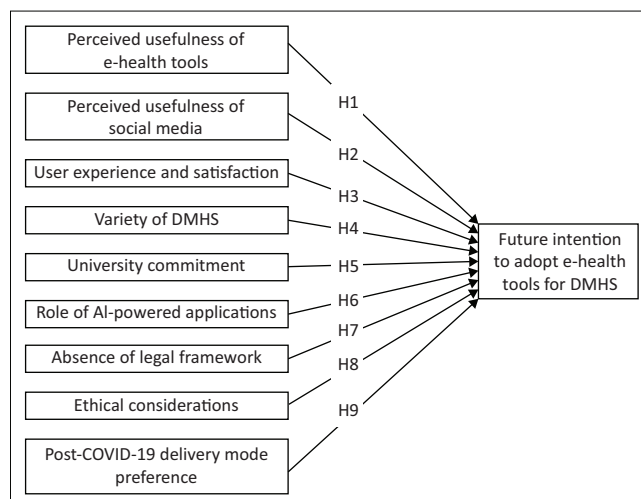 Perceived usefulness of
e-health tools
H1
Perceived usefulness of
social media
H2
User experience and satisfaction
H3
Variety of DMHS
H4
University commitment
H5
Role of AI-powered applications
H6
Absence of legal framework
H7
Ethical considerations
H8
Post-COVID-19 delivery mode
preference
H9
Future intention
to adopt e-health
tools for DMHS